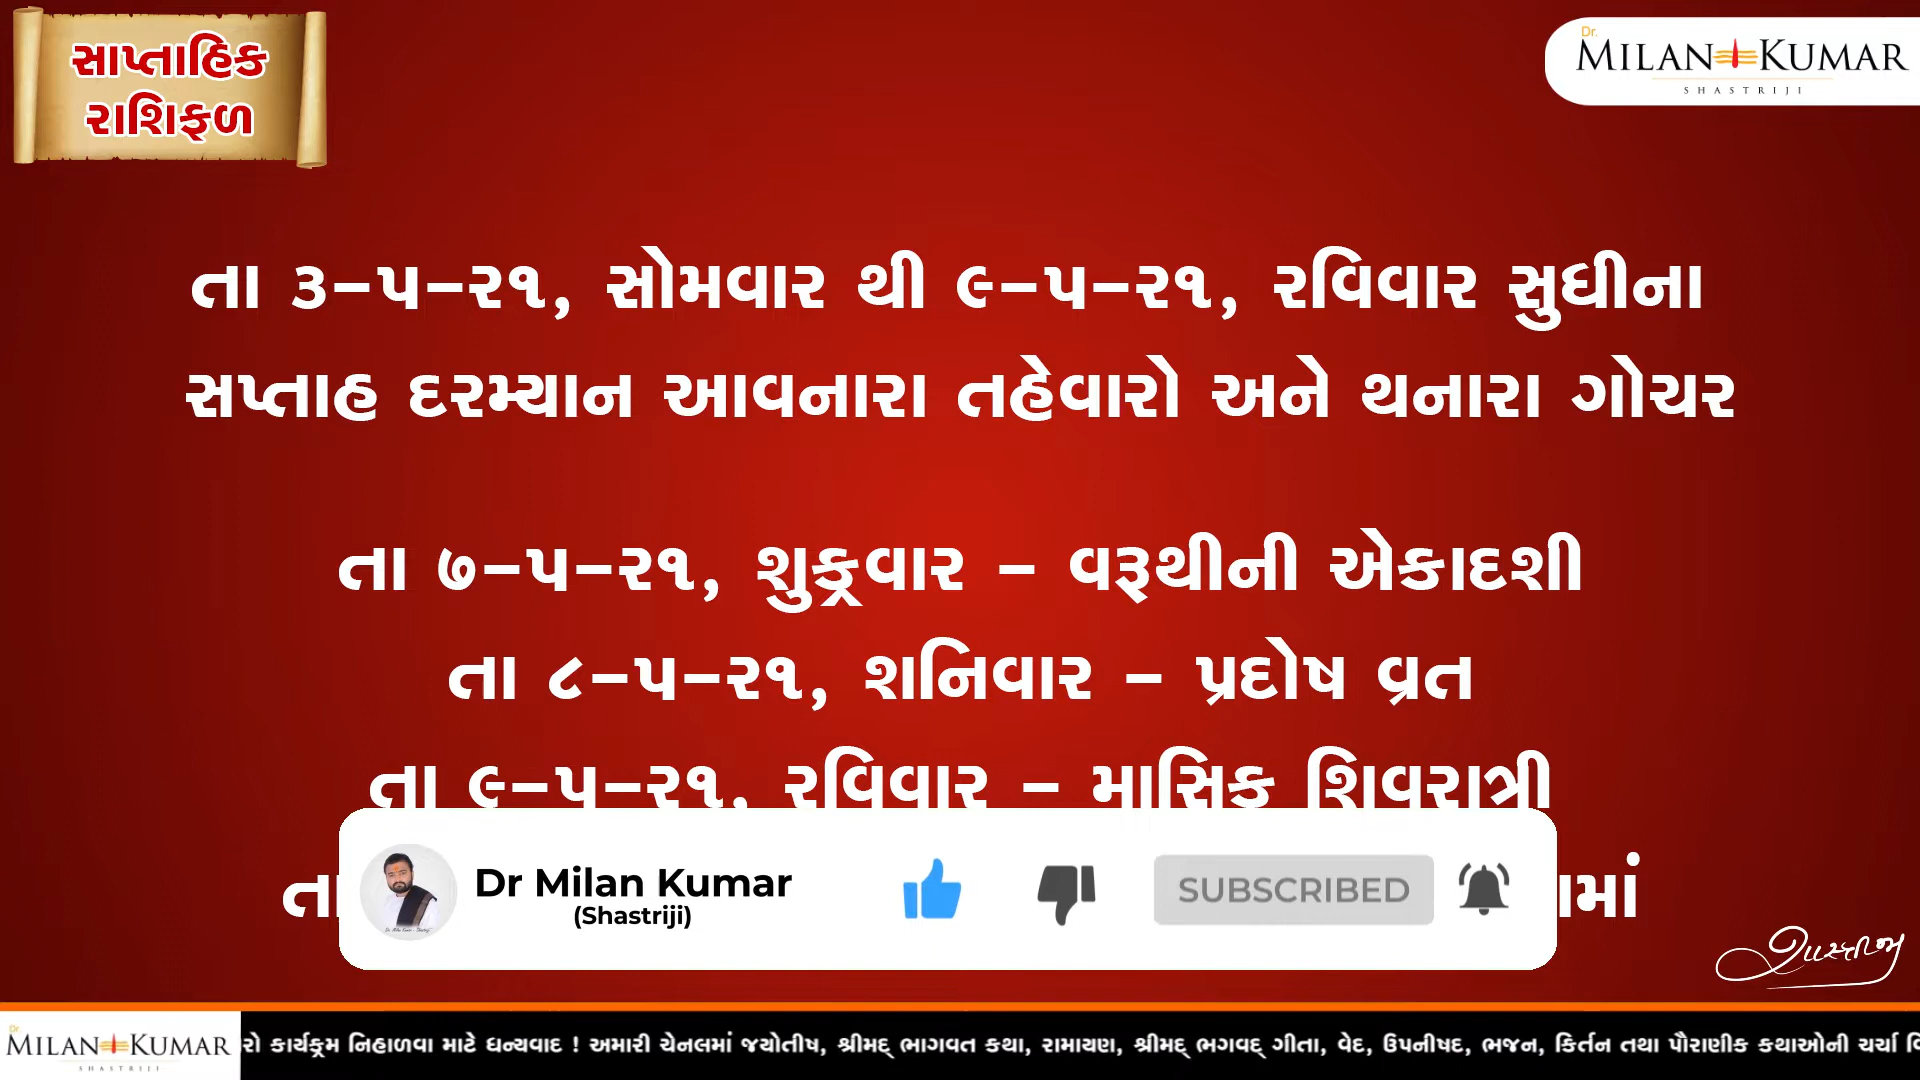 સાપ્તાહિક
રાશિફળ
Dr.
MILAN KUMAR
SHASTRIJI
તા ૩-૫-૨૧, સોમવાર થી ૯-૫-૨૧, રવિવાર સુધીના
સપ્તાહ દરમ્યાન આવનારા તહેવારો અને થનારા ગોચર
તા ૭-૫-૨૧, શુક્રવાર - વરૂથીની એકાદશી
તા ૮-૫-૨૧, શનિવાર - પ્રદોષ વ્રત
તા ૯-૫-૨૧, રવિવાર - માસિક શિવરાત્રી
તા
Dr Milan Kumar
(Shastriji)
SUBSCRIBED
શાસ્ત્રીજી
Dr.
MILAN KUMAR
SHASTRIJI
કાર્યક્રમ નિહાળવા માટે ધન્યવાદ ! અમારી ચેનલમાં જયોતીષ, શ્રીમદ્ ભાગવત કથા, રામાયણ, શ્રીમદ્ ભગવદ્ ગીતા, વેદ, ઉપનીષદ, ભજન, કિર્તન તથા પૌરાણીક કથાઓની ચર્ચા